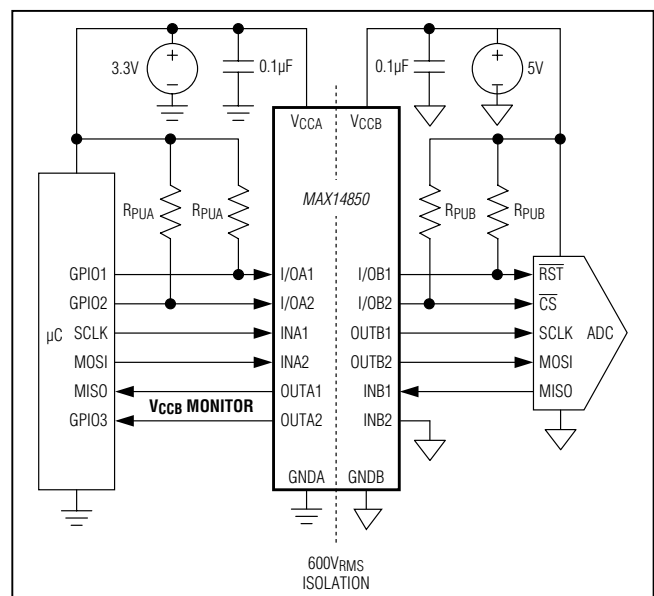 3.3V 0.1µF 0.1µF 5V
VCCA VCCB
MAX14850
RPUA RPUA RPUB RPUB
GPIO1 I/OA1 I/OB1 RST
GPIO2 I/OA2 I/OB2 CS
µC SCLK INA1 OUTB1 SCLK ADC
MOSI INA2 OUTB2 MOSI
MISO OUTA1 INB1 MISO
VCCB MONITOR
GPIO3 OUTA2 INB2
GNDA GNDB
600VRMS
ISOLATION